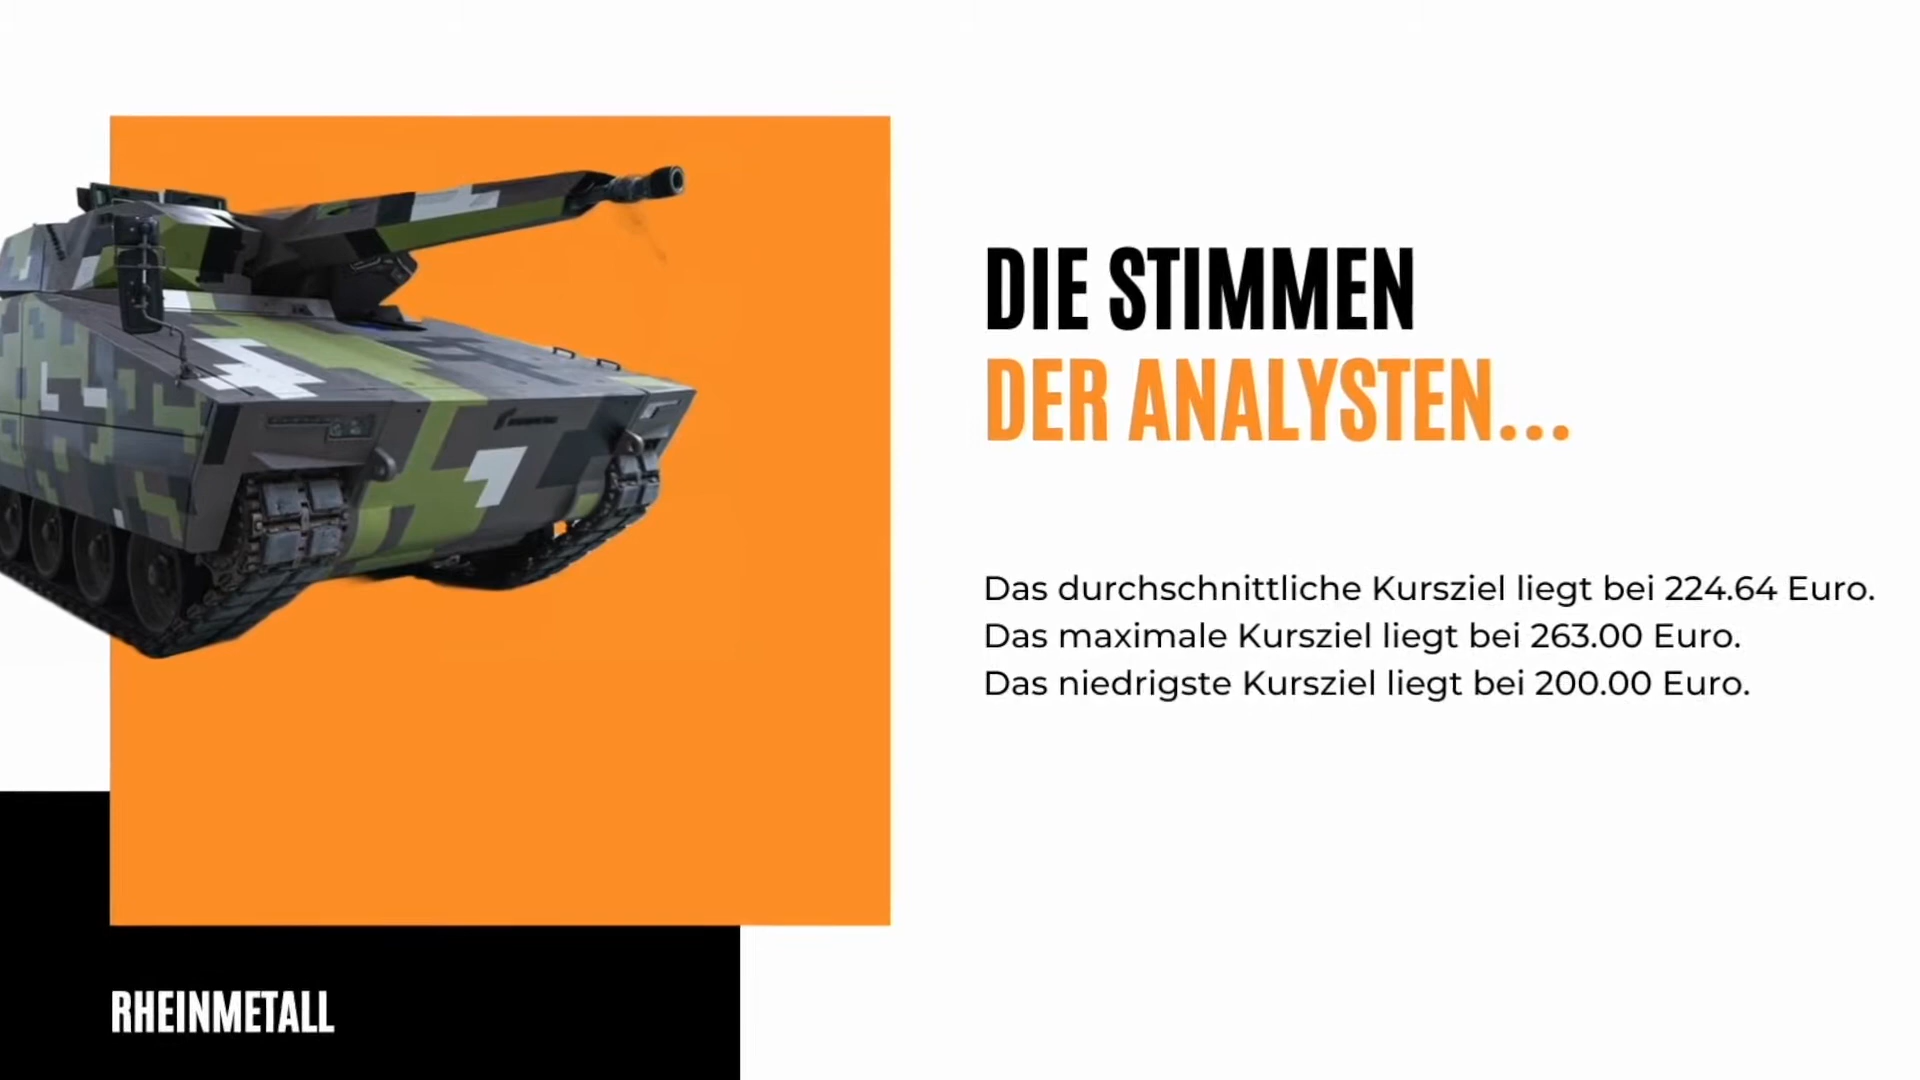 DIE STIMMEN
DER ANALYSTEN...
Das durchschnittliche Kursziel liegt bei 224.64 Euro.
Das maximale Kursziel liegt bei 263.00 Euro.
Das niedrigste Kursziel liegt bei 200.00 Euro.
RHEINMETALL